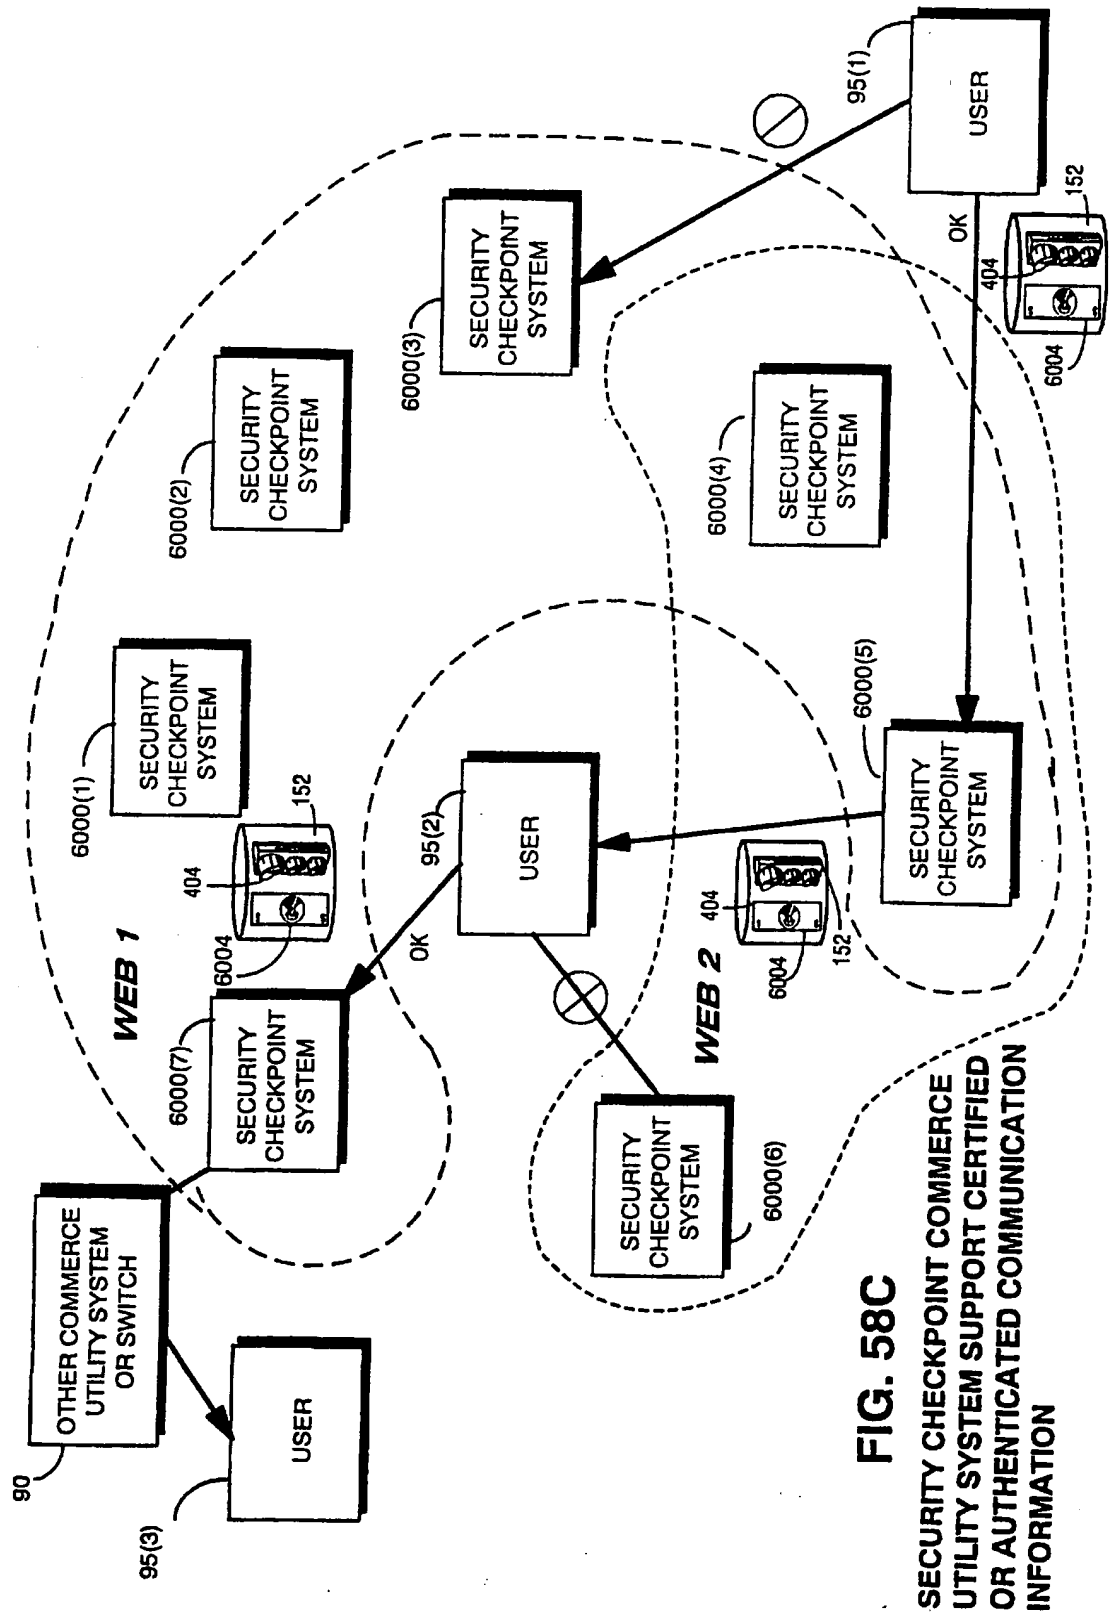 90
OTHER COMMERCE
UTILITY SYSTEM
OR SWITCH
95(3)
USER
WEB 1
6000(7)
SECURITY
CHECKPOINT
SYSTEM
6004
404
152
6000(1)
SECURITY
CHECKPOINT
SYSTEM
6000(2)
SECURITY
CHECKPOINT
SYSTEM
6000(3)
SECURITY
CHECKPOINT
SYSTEM
OK
95(2)
USER
95(1)
USER
OK
404
152
6004
6000(4)
SECURITY
CHECKPOINT
SYSTEM
6000(5)
SECURITY
CHECKPOINT
SYSTEM
WEB 2
404
6004
152
SECURITY
CHECKPOINT
SYSTEM
6000(6)
FIG. 58C
SECURITY CHECKPOINT COMMERCE
UTILITY SYSTEM SUPPORT CERTIFIED
OR AUTHENTICATED COMMUNICATION
INFORMATION